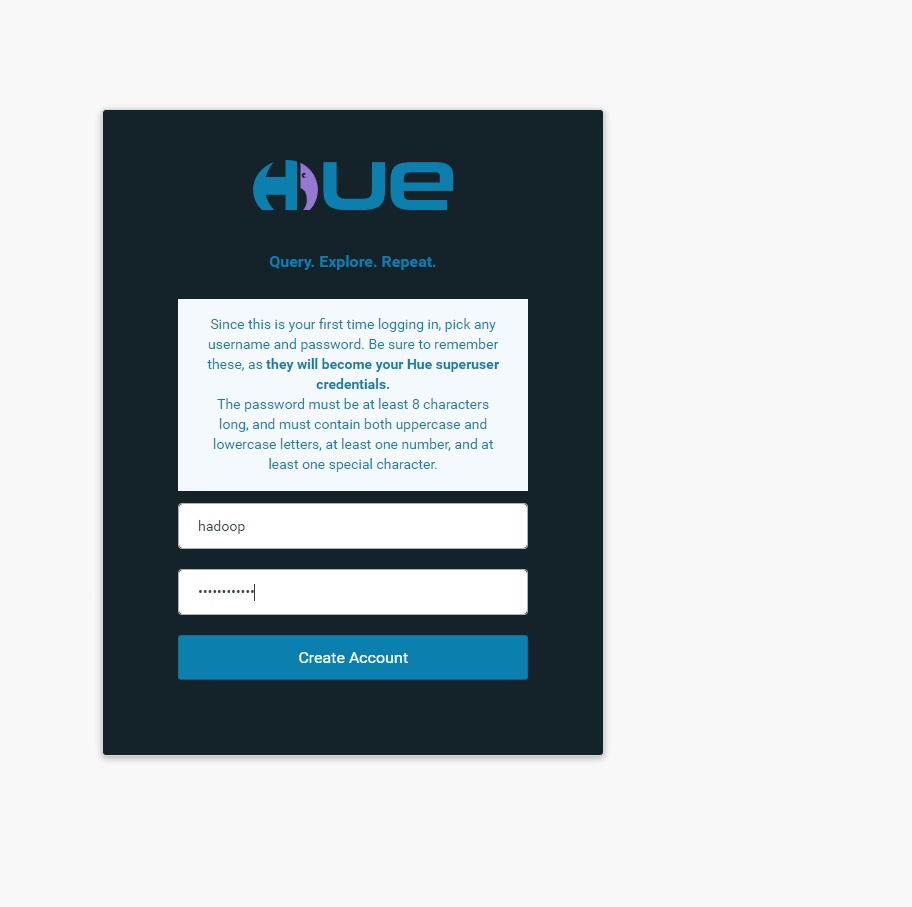 HUE
Query. Explore. Repeat.
Since this is your first time logging in, pick any
username and password. Be sure to remember
these, as they will become your Hue superuser
credentials.
The password must be at least 8 characters
long, and must contain both uppercase and
lowercase letters, at least one number, and at
least one special character.
hadoop
••••••••••••
Create Account